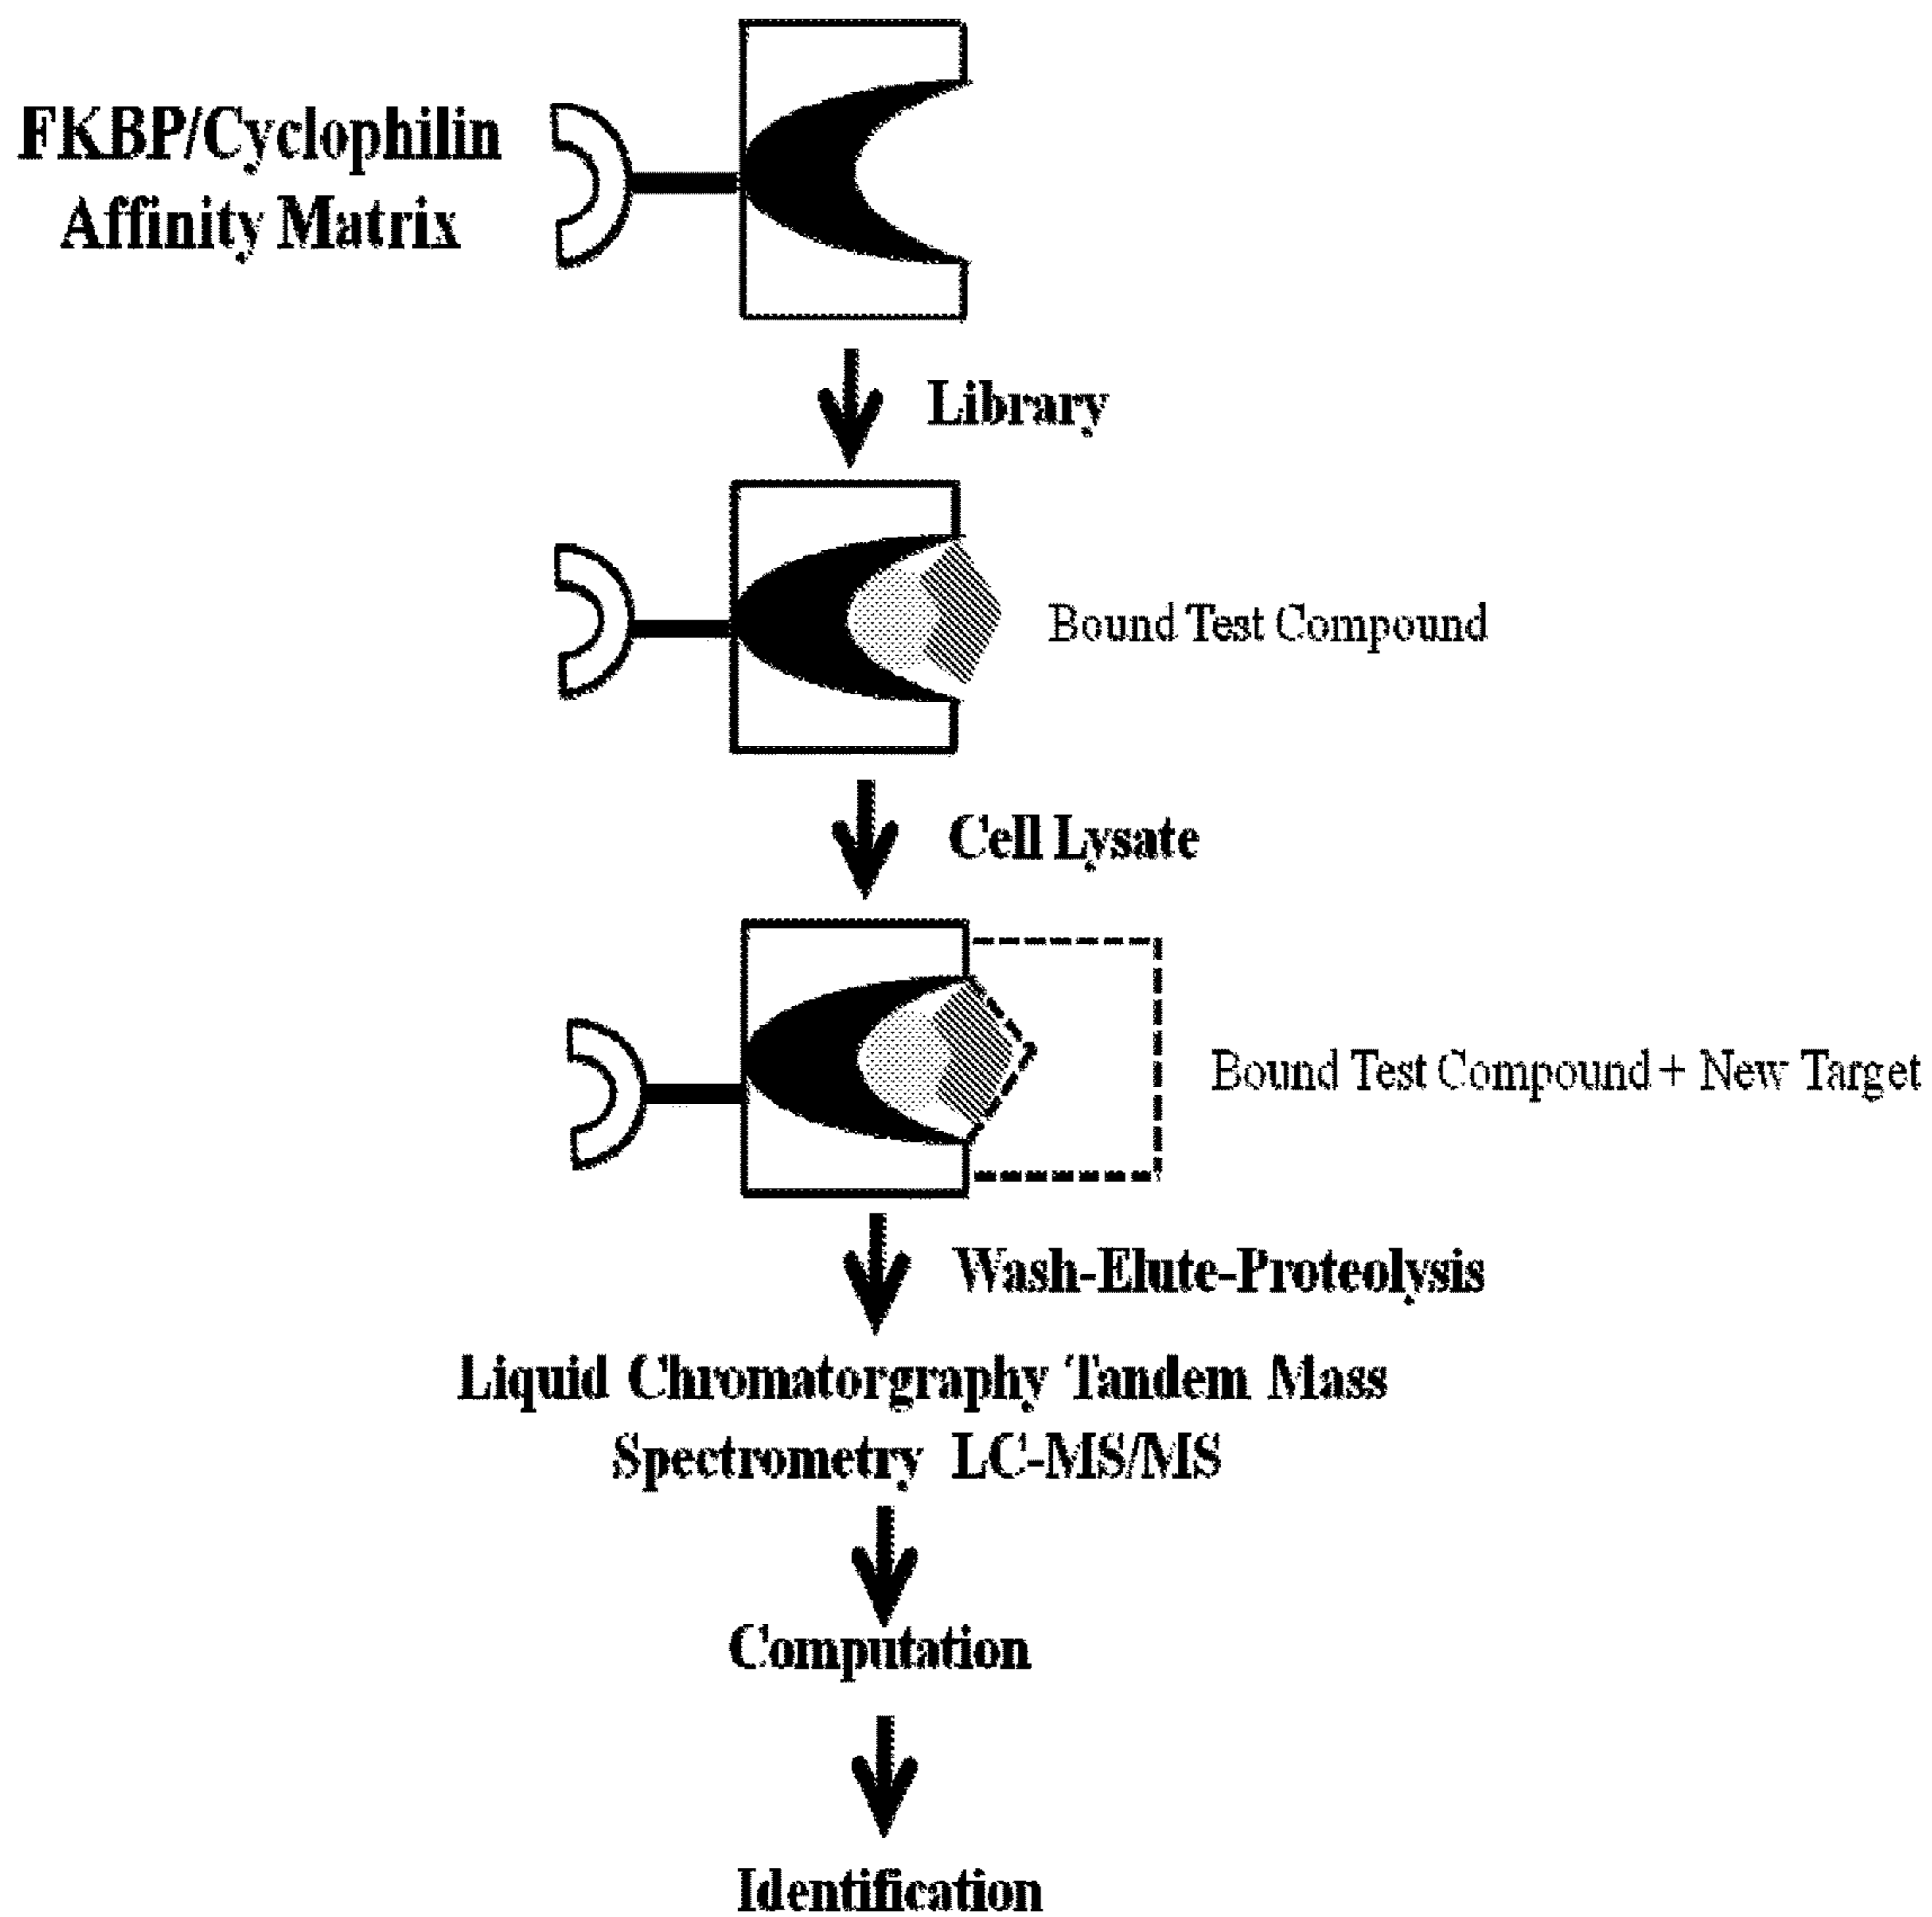 FKBP/Cyclophilin
Affinity Matrix
Library
Bound Test Compound
Cell Lysate
Bound Test Compound + New Target
Wash-Elute-Proteolysis
Liquid Chromatorgraphy Tandem Mass
Spectrometry LC-MS/MS
Computation
Identification